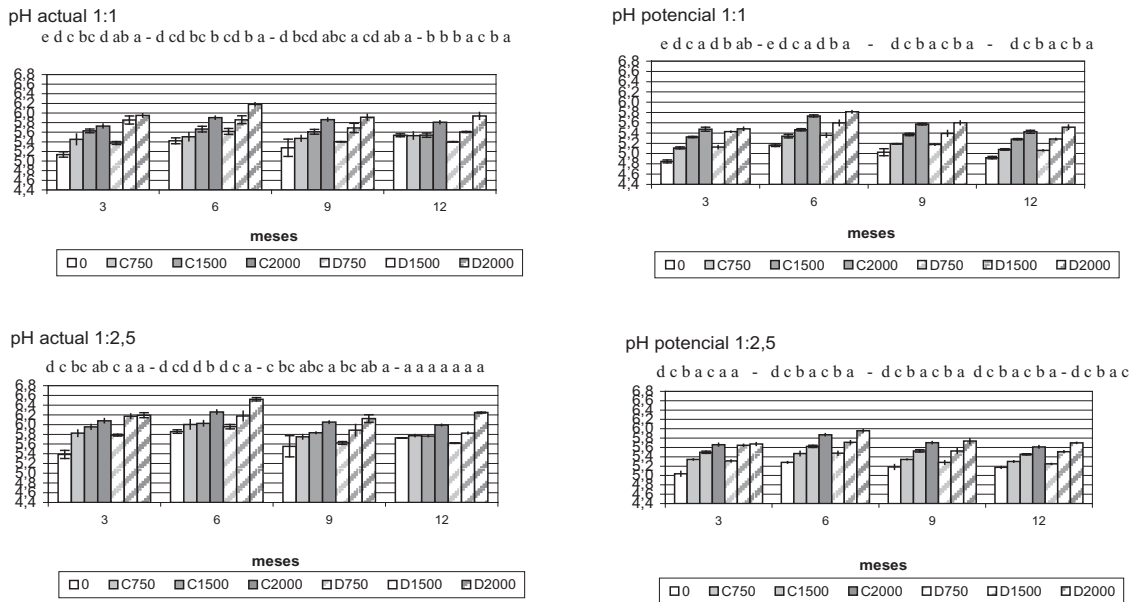 pH actual 1:1
e d c bc d ab a - d cd bc b cd b a - d bcd abc a cd ab a - b b b a c b a
6,8
6,6
6,4
6,2
6,0
5,8
5,6
5,4
5,2
5,0
4,8
4,6
4,4
3 6 9 12
meses
0 C750 C1500 C2000 D750 D1500 D2000
pH potencial 1:1
e d c a d b ab - e d c a d b a - d c b a c b a - d c b a c b a
6,8
6,6
6,4
6,2
6,0
5,8
5,6
5,4
5,2
5,0
4,8
4,6
4,4
3 6 9 12
meses
0 C750 C1500 C2000 D750 D1500 D2000
pH actual 1:2,5
d c bc ab c a a - d cd d b d c a - c bc abc a bc ab a - a a a a a a a
6,8
6,6
6,4
6,2
6,0
5,8
5,6
5,4
5,2
5,0
4,8
4,6
4,4
3 6 9 12
meses
0 C750 C1500 C2000 D750 D1500 D2000
pH potencial 1:2,5
d c b a c a a - d c b a c b a - d c b a c b a - d c b a c
6,8
6,6
6,4
6,2
6,0
5,8
5,6
5,4
5,2
5,0
4,8
4,6
4,4
3 6 9 12
meses
0 C750 C1500 C2000 D750 D1500 D2000